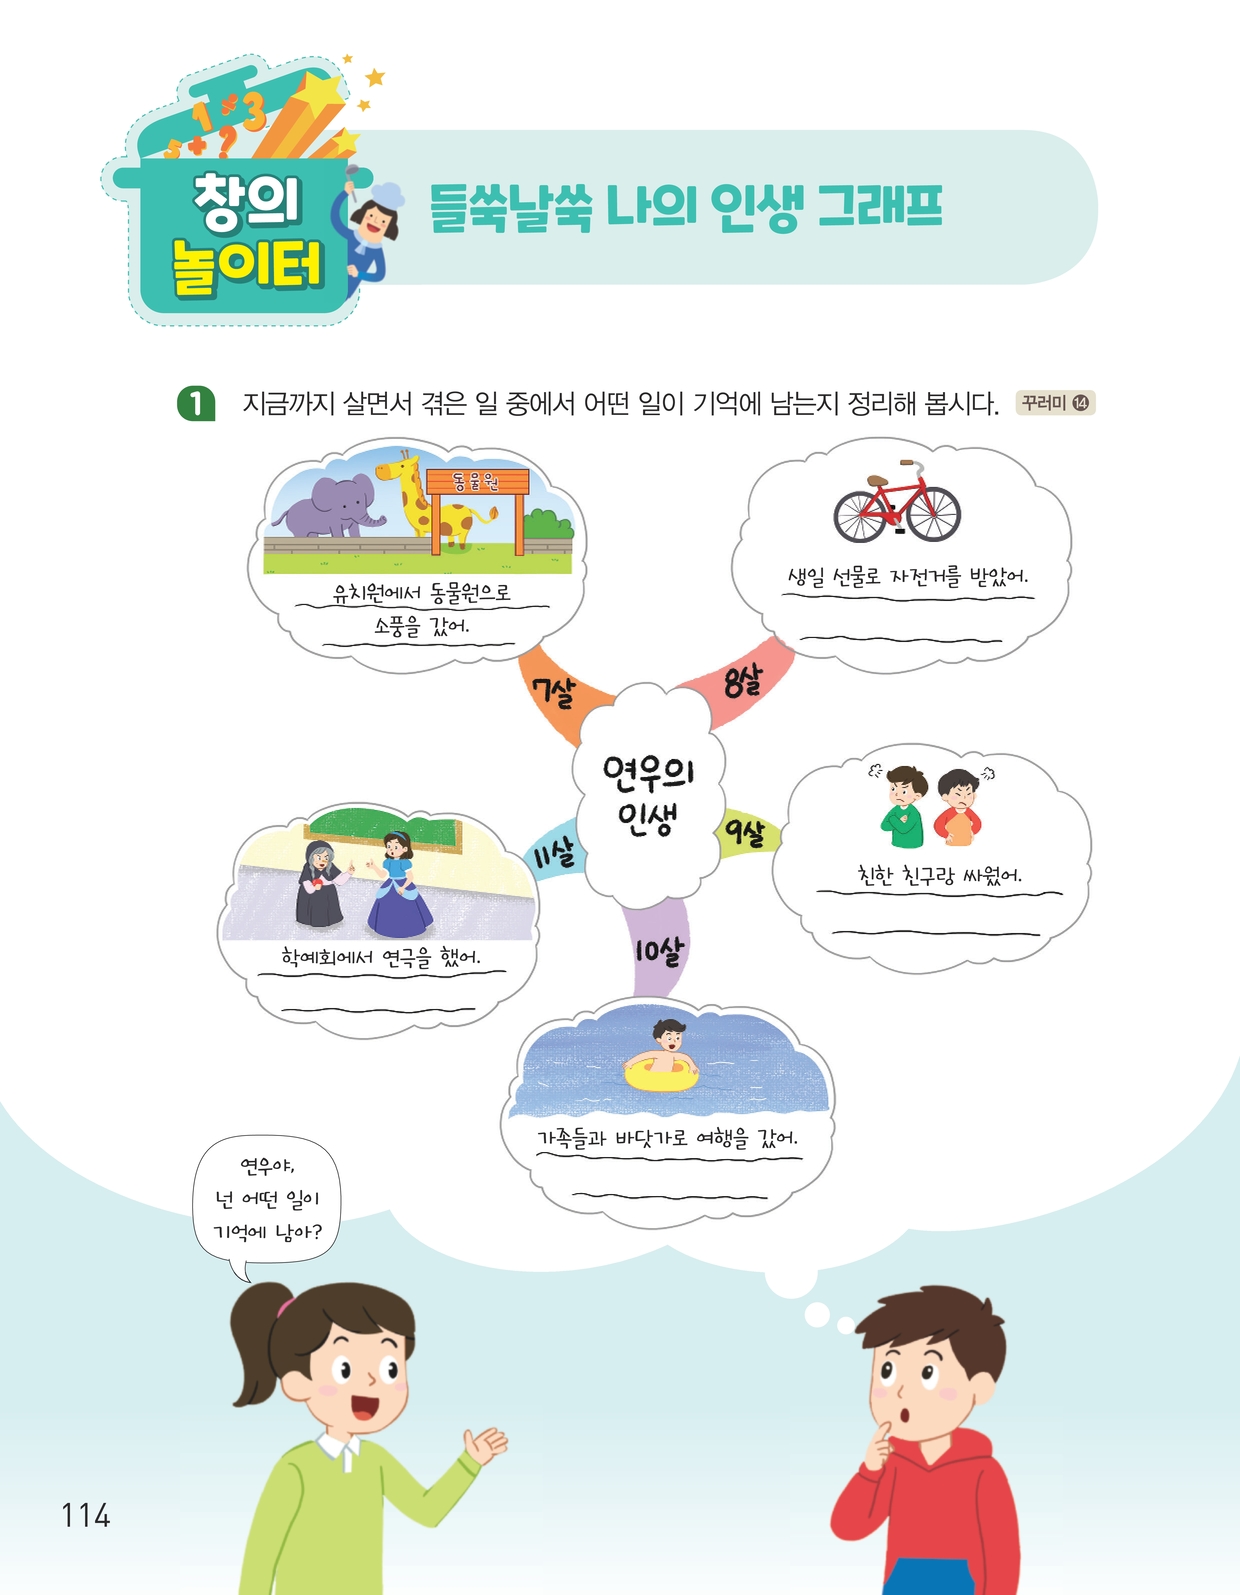 1 × 3
5 + ?
창의
놀이터
들쑥날쑥 나의 인생 그래프
1 지금까지 살면서 겪은 일 중에서 어떤 일이 기억에 남는지 정리해 봅시다. 꾸러미 14
동물원
유치원에서 동물원으로
소풍을 갔어.
생일 선물로 자전거를 받았어.
7살
8살
연우의
인생
9살
친한 친구랑 싸웠어.
11살
학예회에서 연극을 했어.
10살
가족들과 바닷가로 여행을 갔어.
연우야,
넌 어떤 일이
기억에 남아?
114